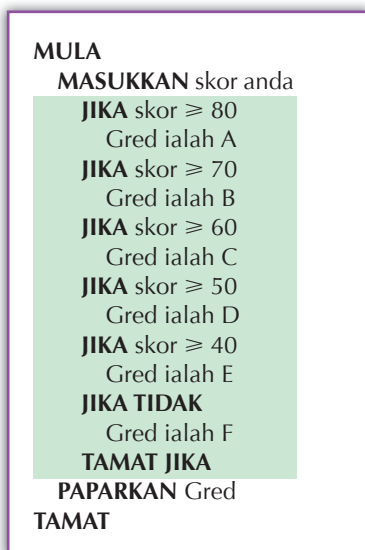 MULA
MASUKKAN skor anda
JIKA skor ⩾ 80
Gred ialah A
JIKA skor ⩾ 70
Gred ialah B
JIKA skor ⩾ 60
Gred ialah C
JIKA skor ⩾ 50
Gred ialah D
JIKA skor ⩾ 40
Gred ialah E
JIKA TIDAK
Gred ialah F
TAMAT JIKA
PAPARKAN Gred
TAMAT